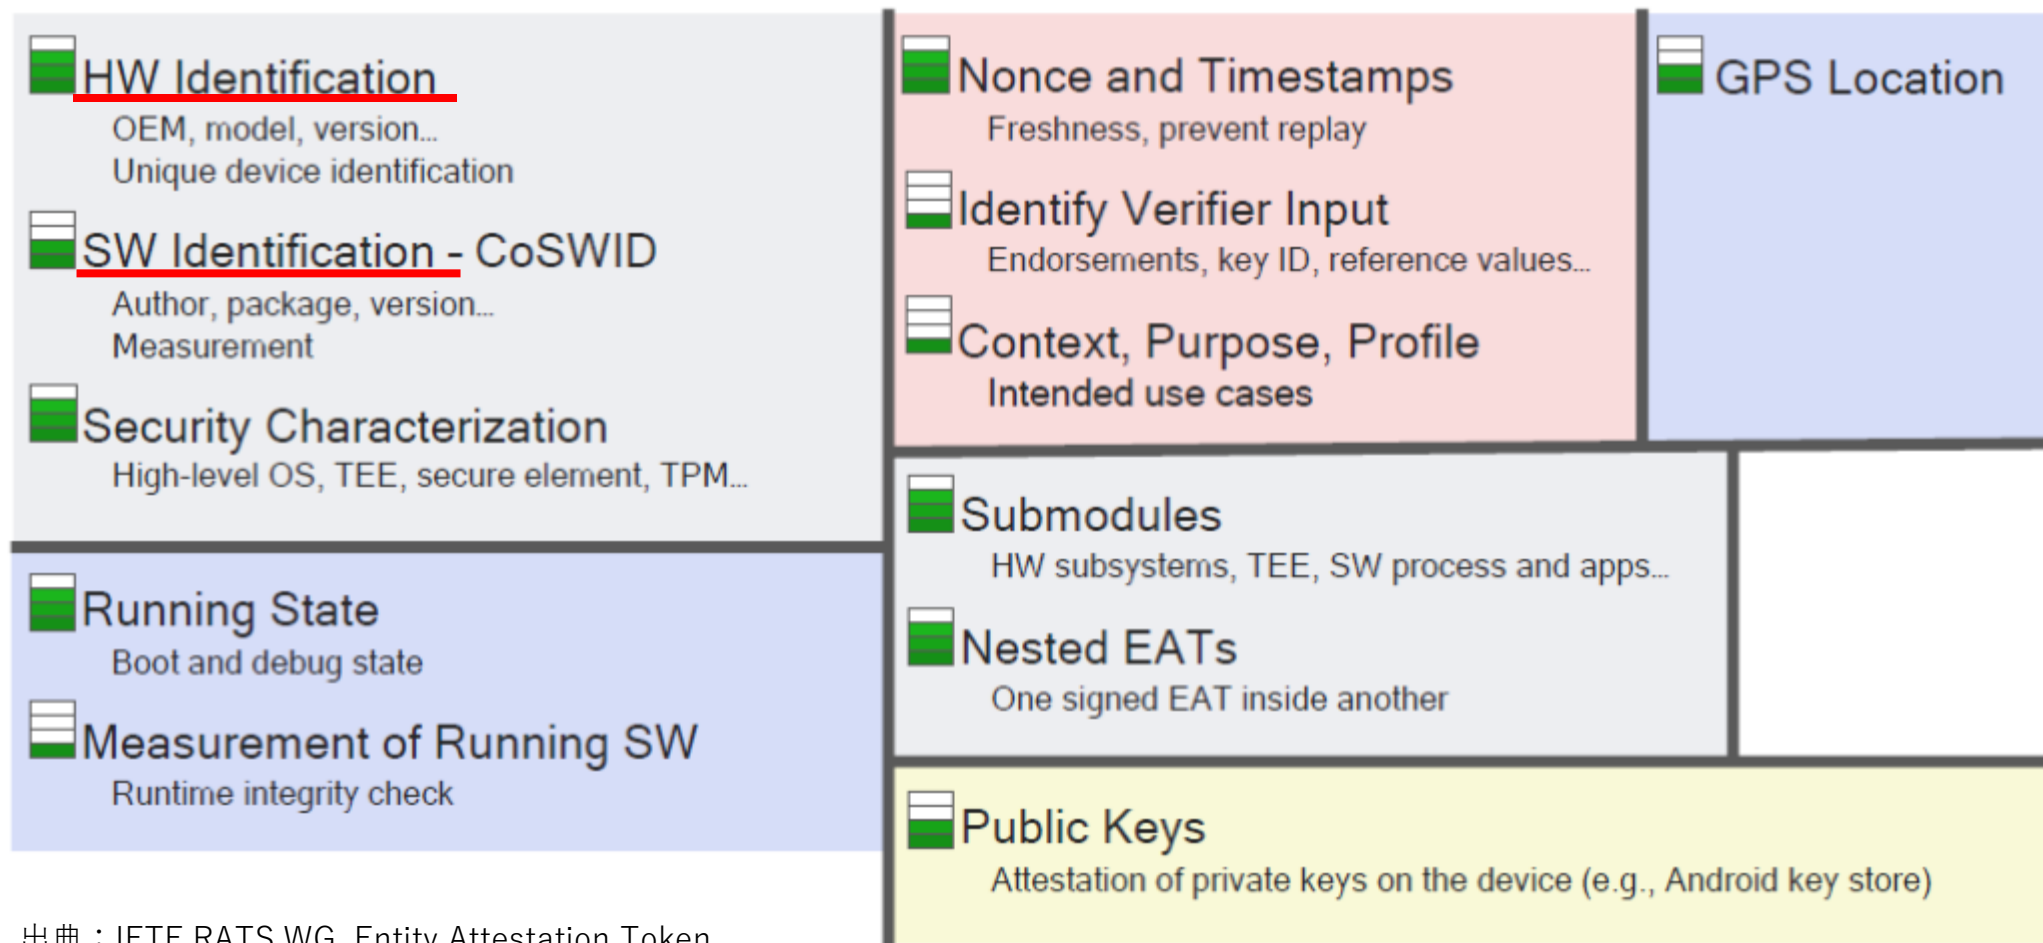 HW Identification
OEM, model, version...
Unique device identification
SW Identification - CoSWID
Author, package, version...
Measurement
Security Characterization
High-level OS, TEE, secure element, TPM...
Running State
Boot and debug state
Measurement of Running SW
Runtime integrity check
出典：IETF RATS WG, Entity Attestation Token
Nonce and Timestamps
Freshness, prevent replay
Identify Verifier Input
Endorsements, key ID, reference values...
Context, Purpose, Profile
Intended use cases
GPS Location
Submodules
HW subsystems, TEE, SW process and apps...
Nested EATs
One signed EAT inside another
Public Keys
Attestation of private keys on the device (e.g., Android key store)